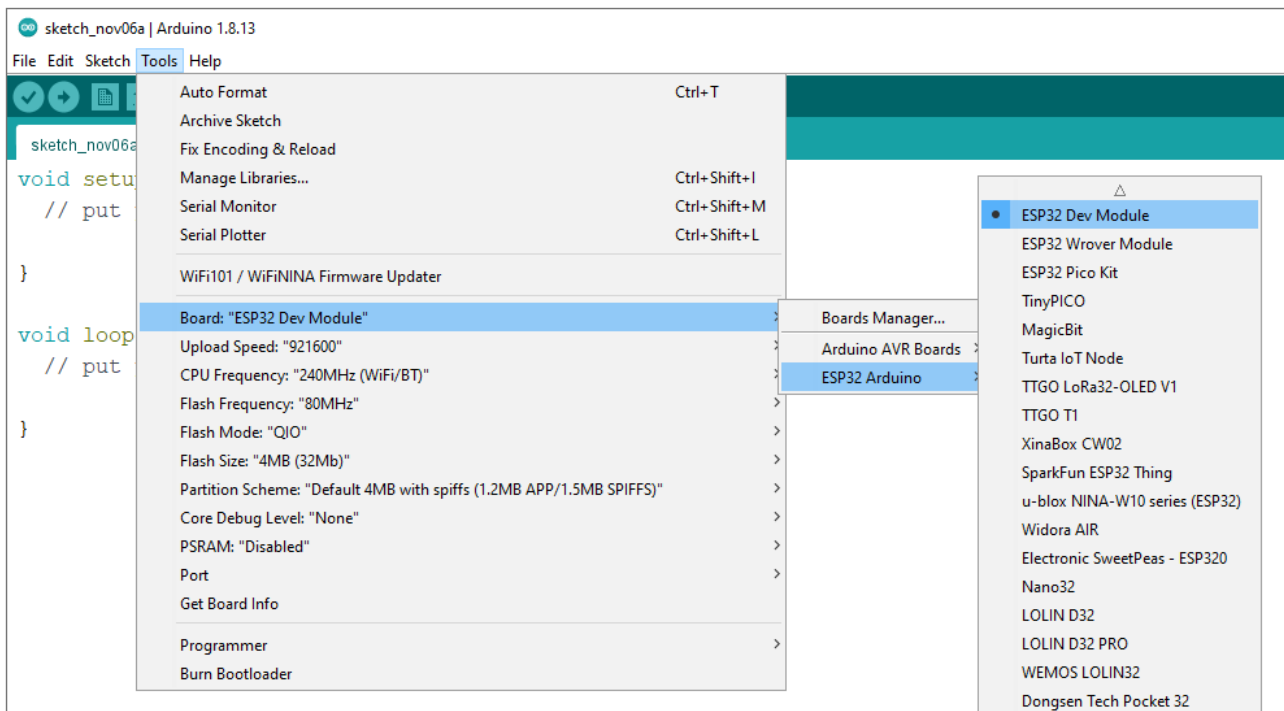 sketch_nov06a | Arduino 1.8.13
File Edit Sketch Tools Help
sketch_nov06a
void setu
// put
}
void loop
// put
}
Auto Format Ctrl+T
Archive Sketch
Fix Encoding & Reload
Manage Libraries... Ctrl+Shift+I
Serial Monitor Ctrl+Shift+M
Serial Plotter Ctrl+Shift+L
WiFi101 / WiFiNINA Firmware Updater
Board: "ESP32 Dev Module"
Upload Speed: "921600"
CPU Frequency: "240MHz (WiFi/BT)"
Flash Frequency: "80MHz"
Flash Mode: "QIO"
Flash Size: "4MB (32Mb)"
Partition Scheme: "Default 4MB with spiffs (1.2MB APP/1.5MB SPIFFS)"
Core Debug Level: "None"
PSRAM: "Disabled"
Port
Get Board Info
Programmer
Burn Bootloader
Boards Manager...
Arduino AVR Boards
ESP32 Arduino
ESP32 Dev Module
ESP32 Wrover Module
ESP32 Pico Kit
TinyPICO
MagicBit
Turta IoT Node
TTGO LoRa32-OLED V1
TTGO T1
XinaBox CW02
SparkFun ESP32 Thing
u-blox NINA-W10 series (ESP32)
Widora AIR
Electronic SweetPeas - ESP320
Nano32
LOLIN D32
LOLIN D32 PRO
WEMOS LOLIN32
Dongsen Tech Pocket 32